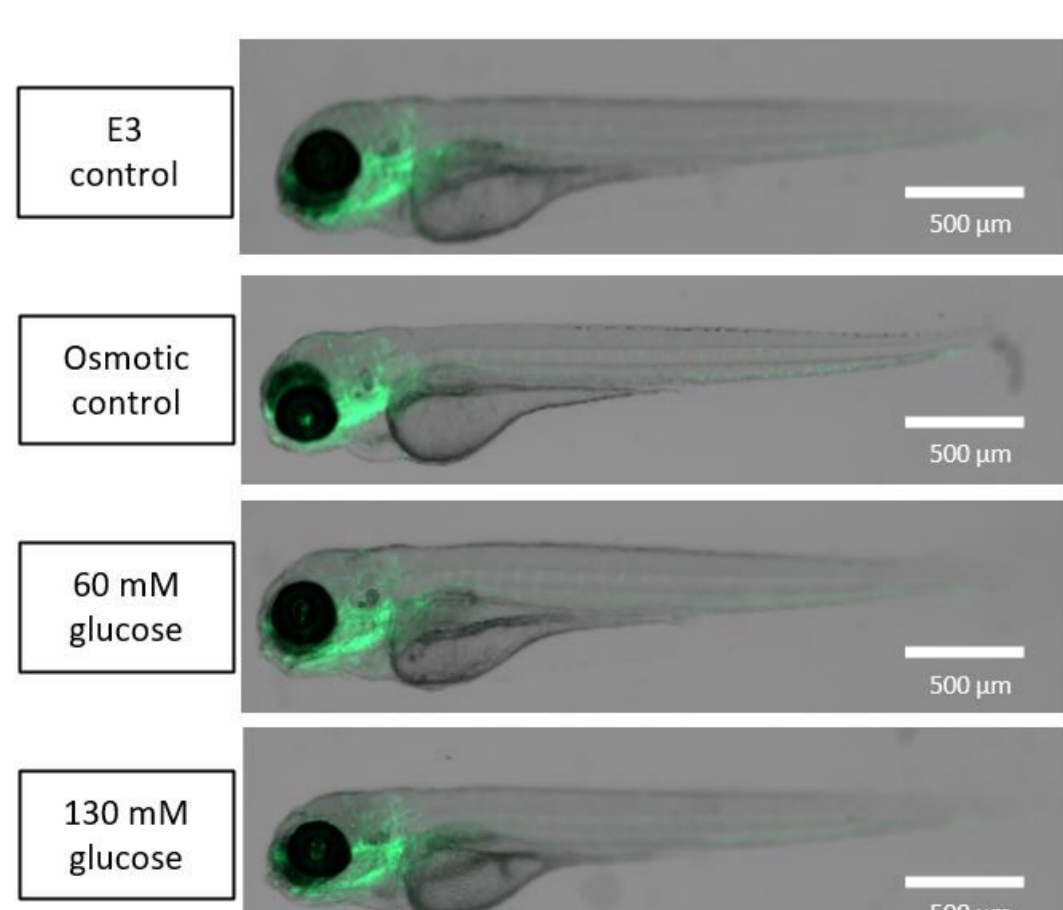 E3
control
500 µm
Osmotic
control
500 µm
60 mM
glucose
500 µm
130 mM
glucose